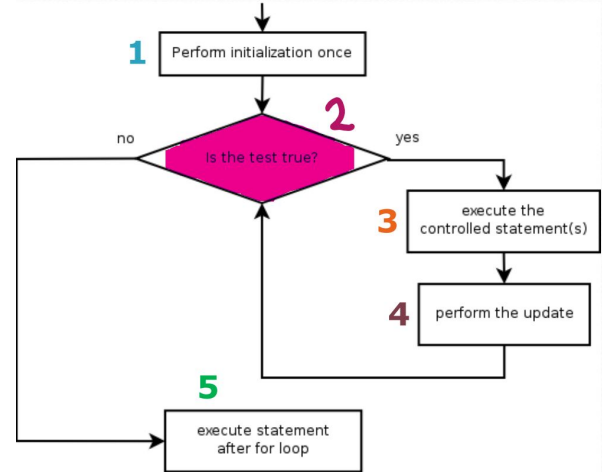 1
Perform initialization once
2
no
yes
Is the test true?
3
execute the
controlled statement(s)
4
perform the update
5
execute statement
after for loop